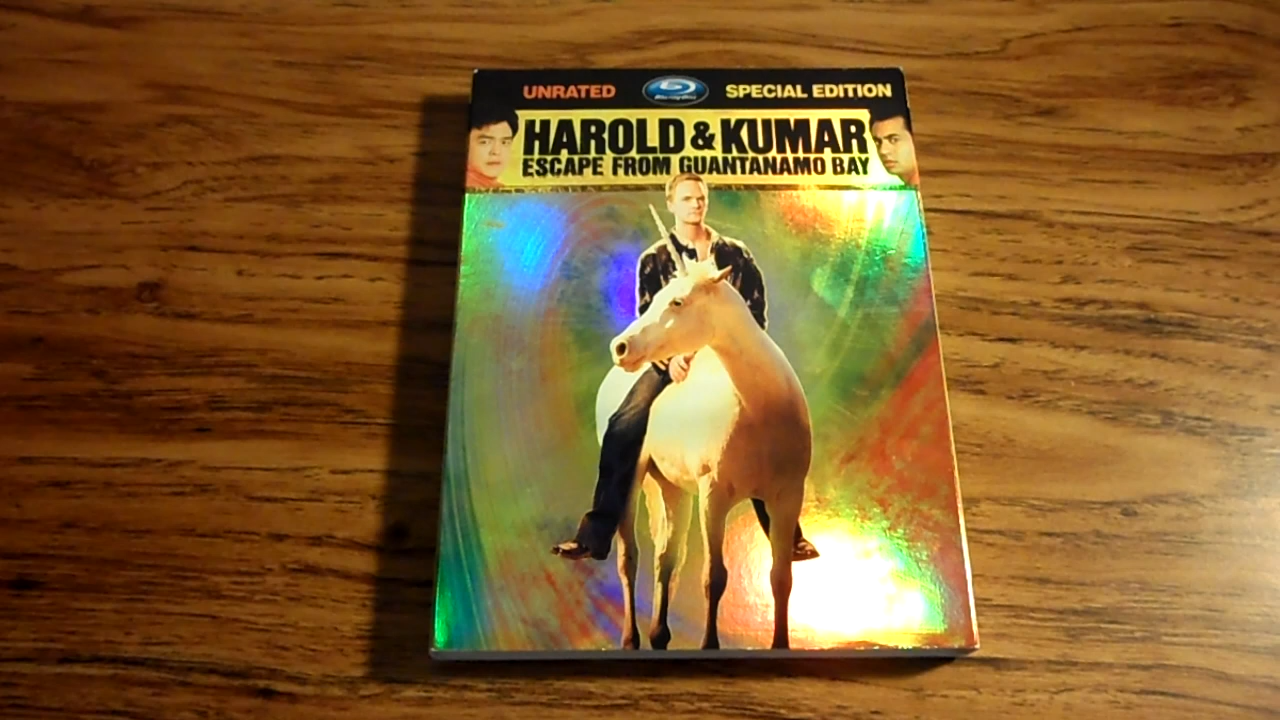 UNRATED Blu-ray Disc SPECIAL EDITION
HAROLD & KUMAR
ESCAPE FROM GUANTANAMO BAY